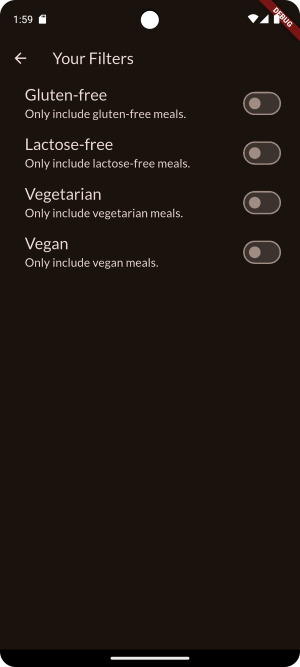 1:59
DEBUG
Your Filters
Gluten-free
Only include gluten-free meals.
Lactose-free
Only include lactose-free meals.
Vegetarian
Only include vegetarian meals.
Vegan
Only include vegan meals.